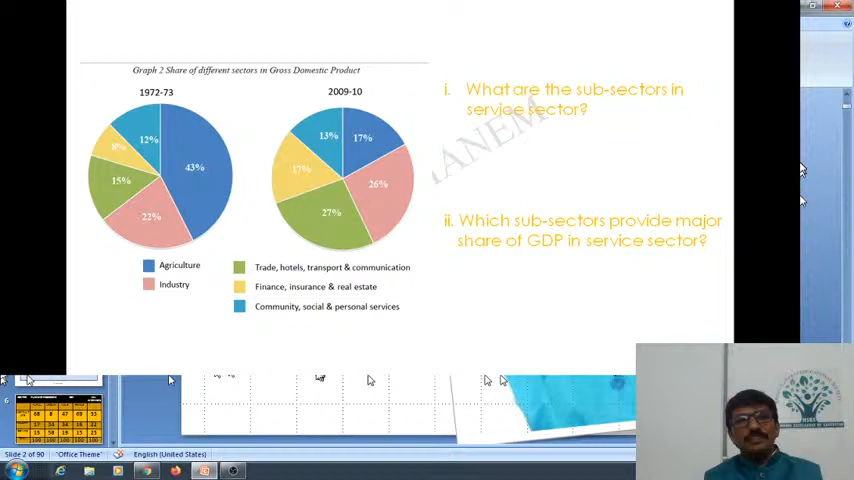 Graph 2 Share of different sectors in Gross Domestic Product
1972-73
2009-10
12%
8%
43%
15%
22%
13%
17%
17%
26%
27%
Agriculture
Industry
Trade, hotels, transport & communication
Finance, insurance & real estate
Community, social & personal services
i. What are the sub-sectors in
service sector?
ii. Which sub-sectors provide major
share of GDP in service sector?
ANEM
6
Slide 2 of 90
"Office Theme"
English (United States)